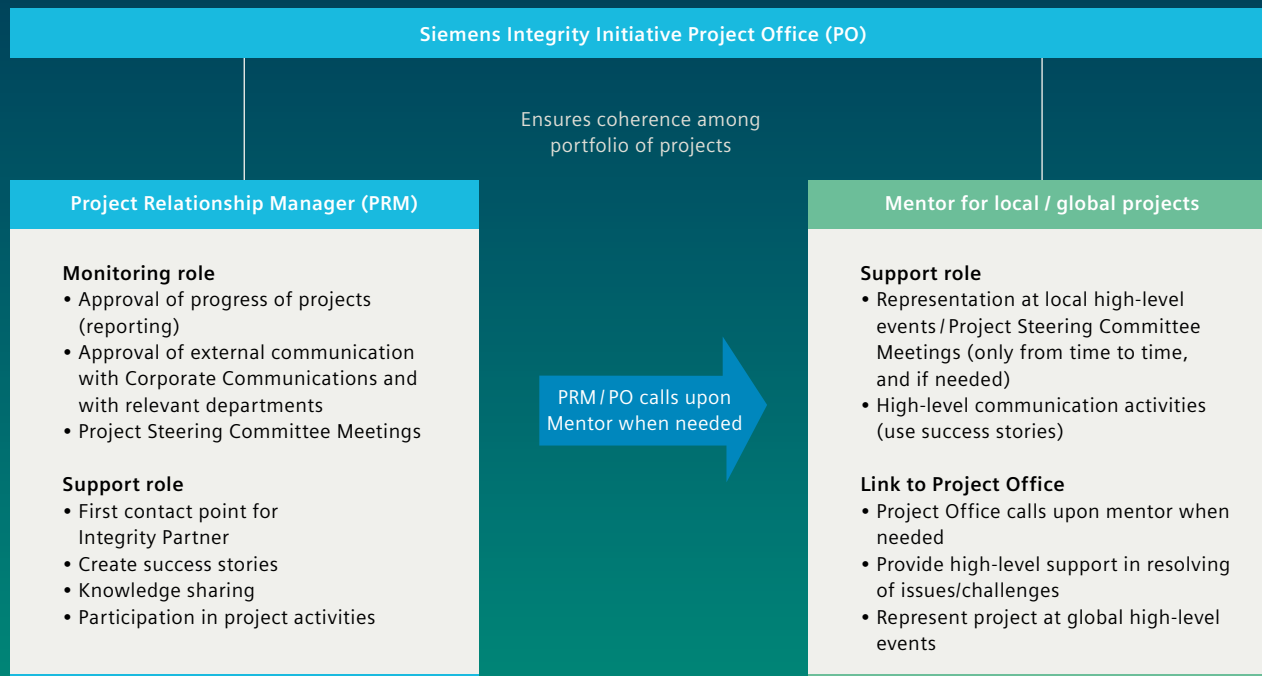 Siemens Integrity Initiative Project Office (PO)
Ensures coherence among
portfolio of projects
Project Relationship Manager (PRM)
Monitoring role
• Approval of progress of projects
(reporting)
• Approval of external communication
with Corporate Communications and
with relevant departments
• Project Steering Committee Meetings
Support role
• First contact point for
Integrity Partner
• Create success stories
• Knowledge sharing
• Participation in project activities
PRM/PO calls upon
Mentor when needed
Mentor for local / global projects
Support role
• Representation at local high-level
events/Project Steering Committee
Meetings (only from time to time,
and if needed)
• High-level communication activities
(use success stories)
Link to Project Office
• Project Office calls upon mentor when
needed
• Provide high-level support in resolving
of issues/challenges
• Represent project at global high-level
events